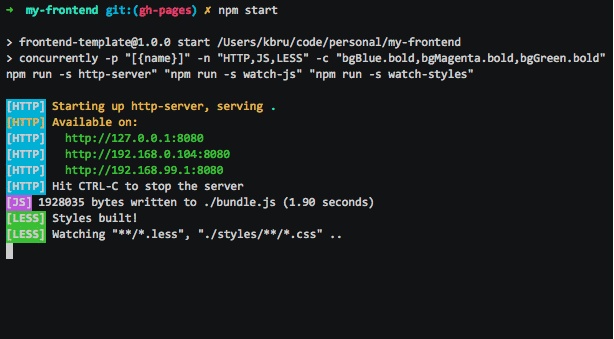 → my-frontend git:(gh-pages) ✗ npm start
> frontend-template@1.0.0 start /Users/kbru/code/personal/my-frontend
> concurrently -p "[{name}]" -n "HTTP,JS,LESS" -c "bgBlue.bold,bgMagenta.bold,bgGreen.bold"
npm run -s http-server" "npm run -s watch-js" "npm run -s watch-styles"
[HTTP] Starting up http-server, serving .
[HTTP] Available on:
[HTTP]   http://127.0.0.1:8080
[HTTP]   http://192.168.0.104:8080
[HTTP]   http://192.168.99.1:8080
[HTTP] Hit CTRL-C to stop the server
[JS] 1928035 bytes written to ./bundle.js (1.90 seconds)
[LESS] Styles built!
[LESS] Watching "**/*.less", "./styles/**/*.css" ..